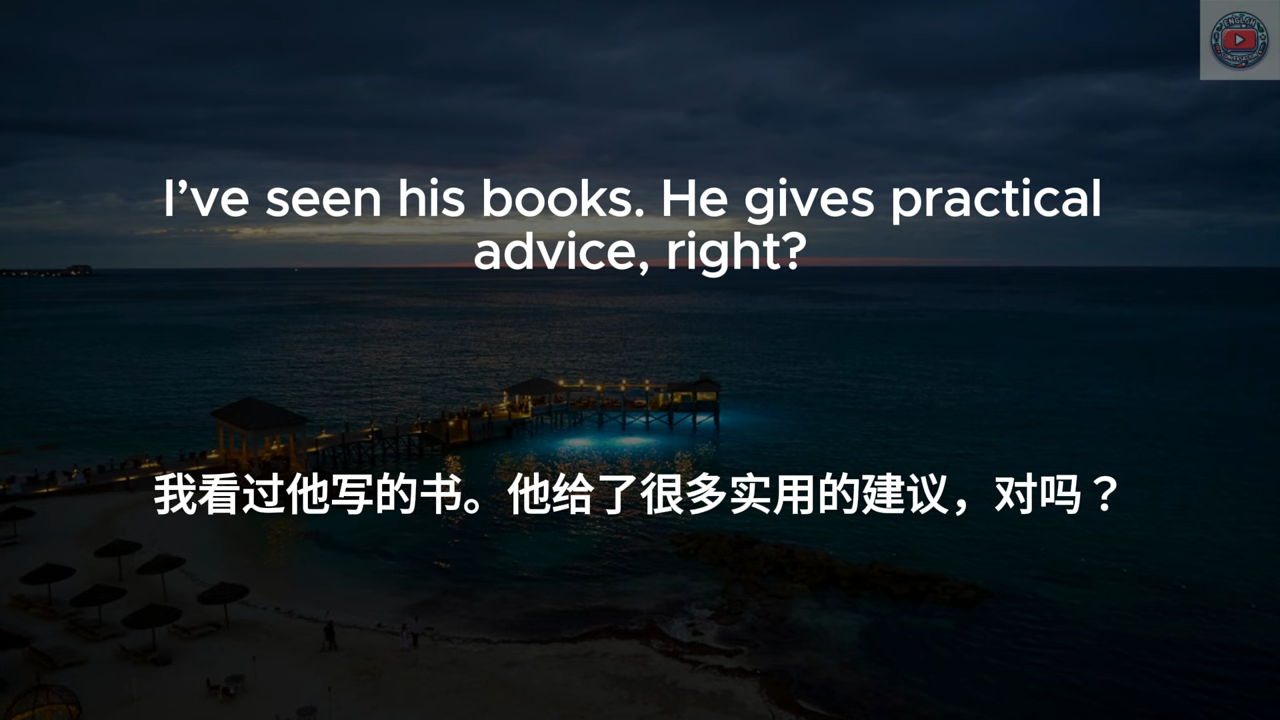 ENGLISH
I’ve seen his books. He gives practical
advice, right?
我看过他写的书。他给了很多实用的建议，对吗？